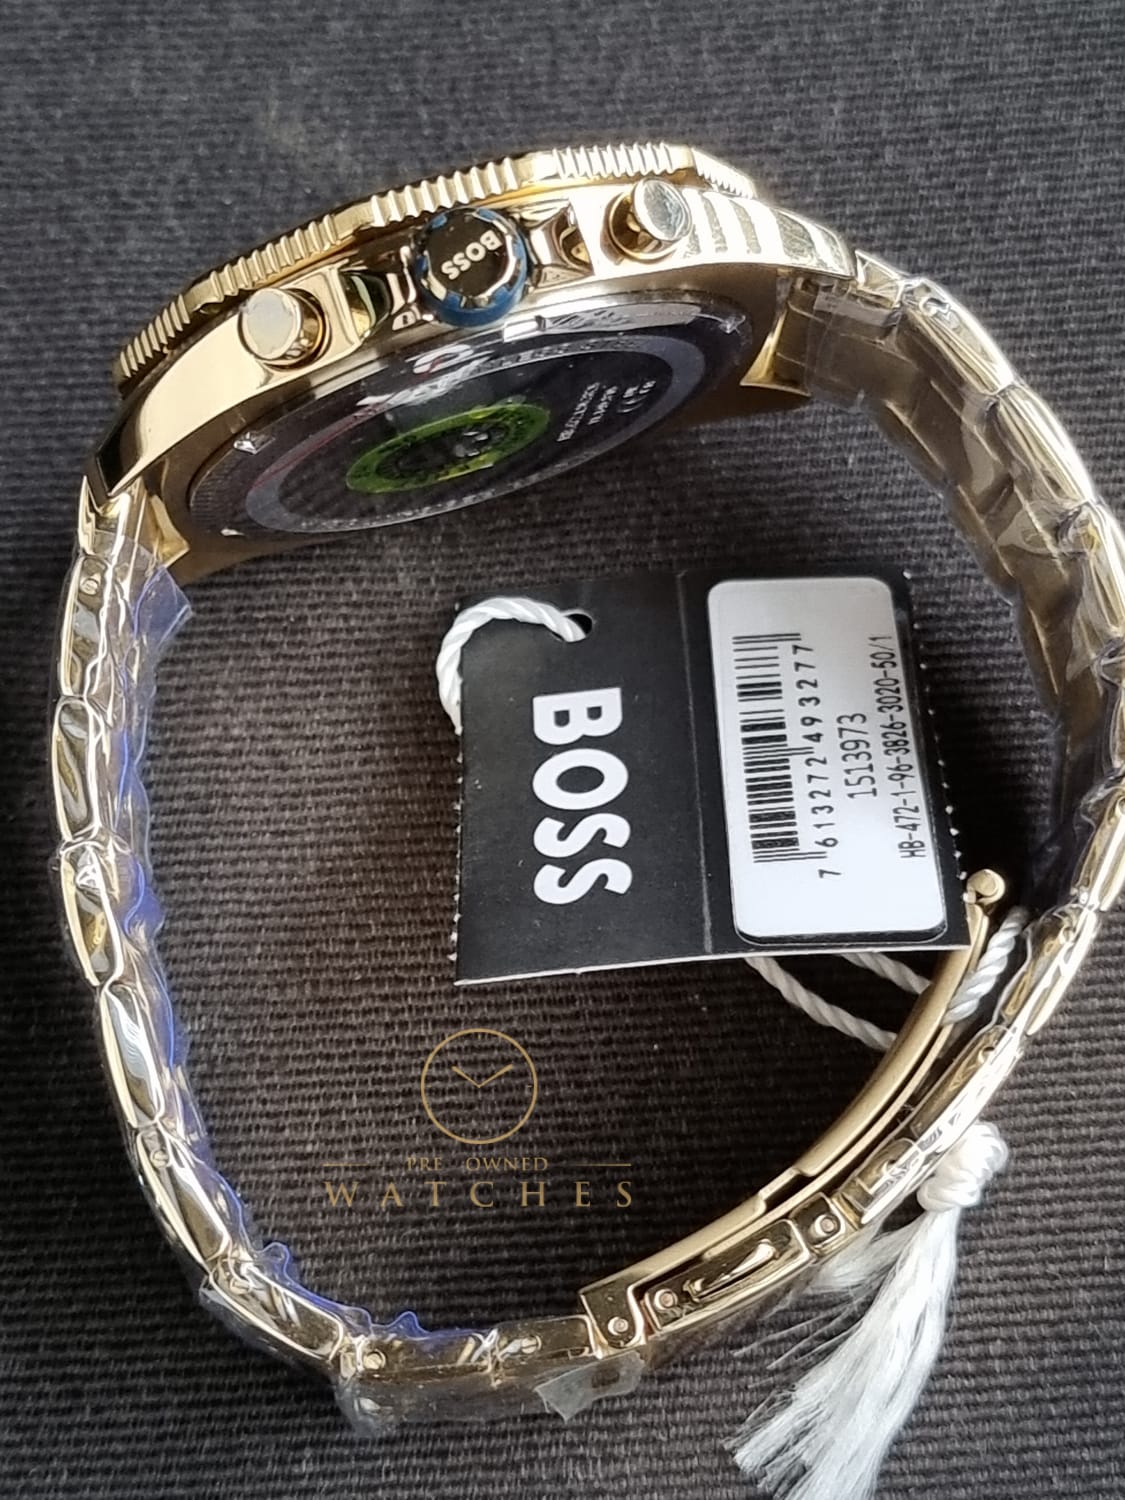 BOSS
BOSS
7 613272 493277
1513973
HB-472-1-96-3826-3020-50/1
PRE OWNED
WATCHES